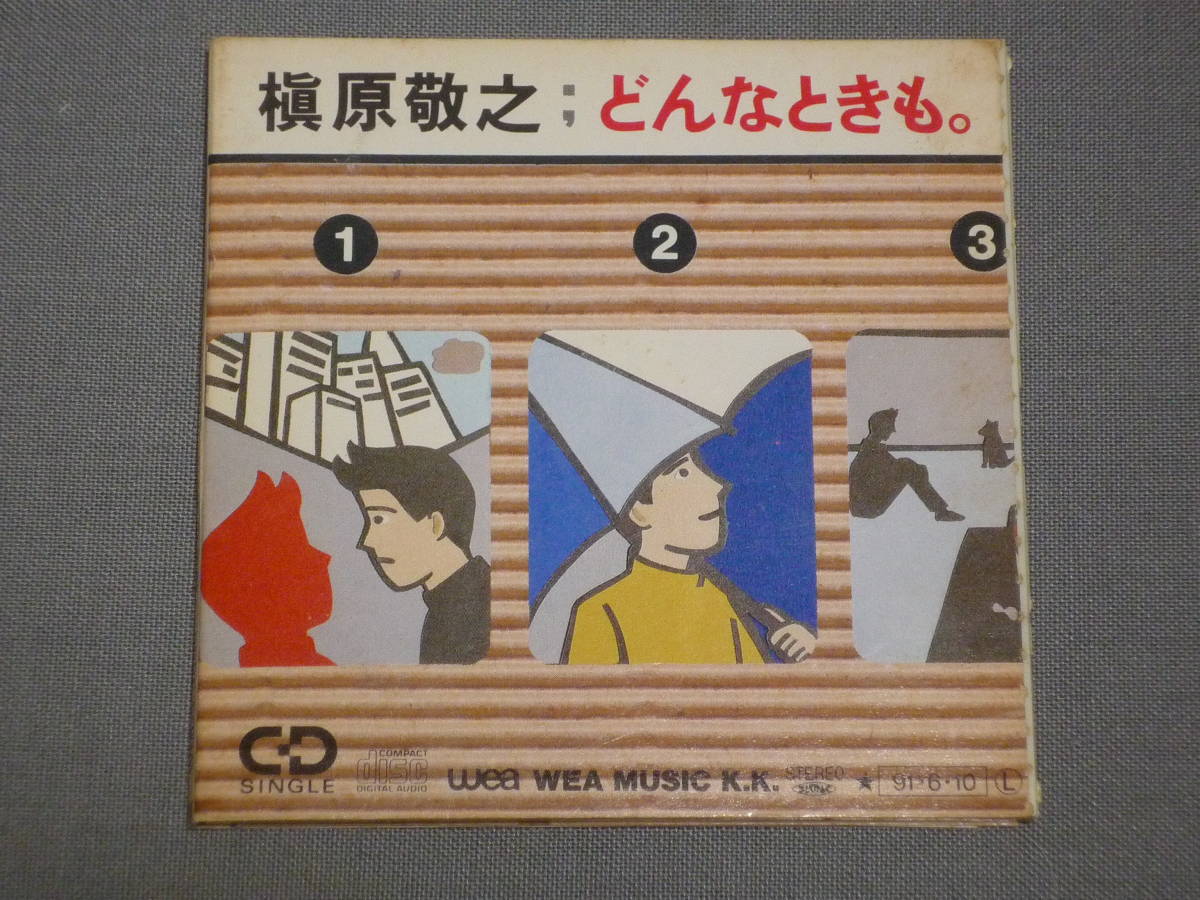 槇原敬之；どんなときも。
1 2 3
CD
SINGLE
COMPACT
disc
DIGITAL AUDIO
wea WEA MUSIC K.K.
STEREO
★ 91・6・10 L